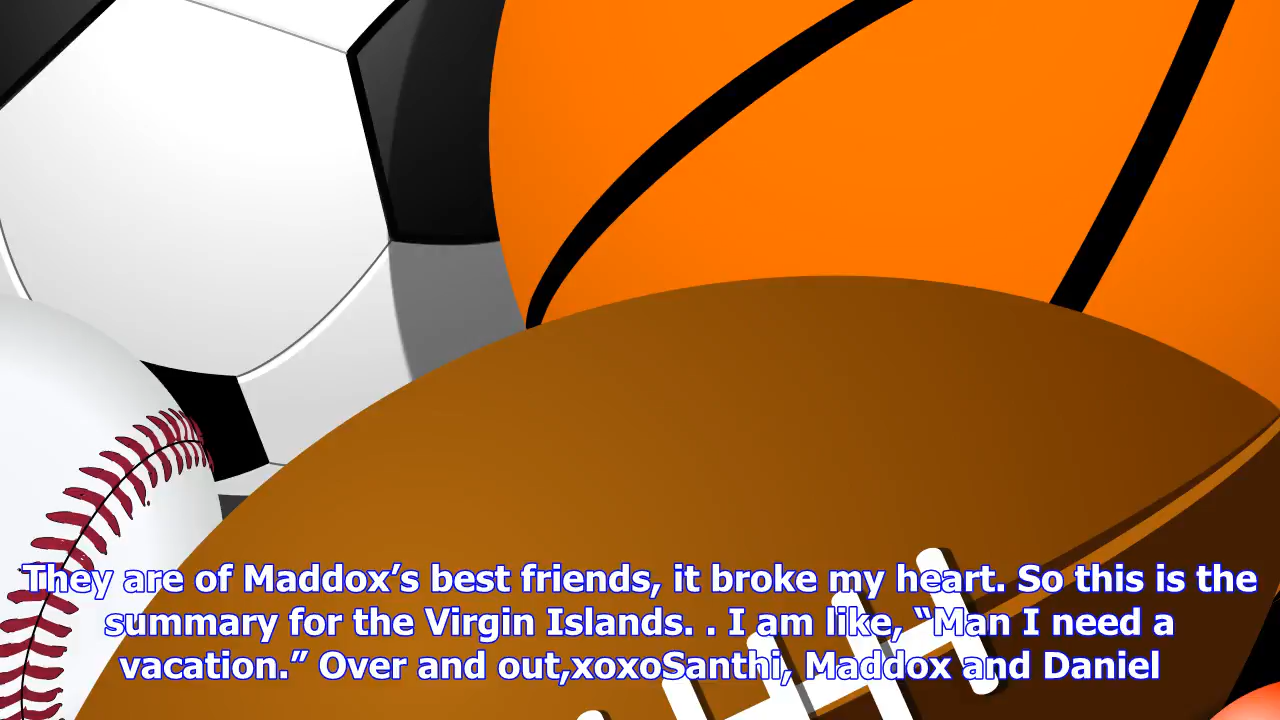 They are of Maddox’s best friends, it broke my heart. So this is the
summary for the Virgin Islands. . I am like, “Man I need a
vacation.” Over and out,xoxoSanthi, Maddox and Daniel